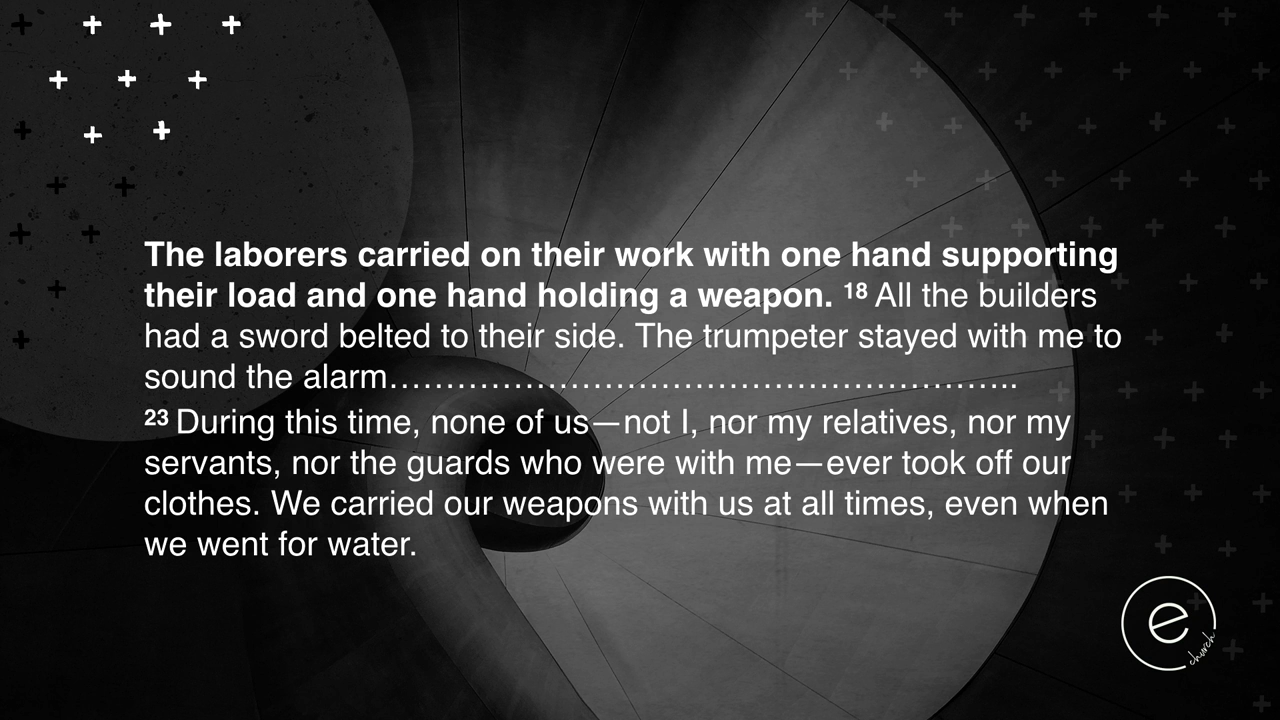 The laborers carried on their work with one hand supporting
their load and one hand holding a weapon. 18 All the builders
had a sword belted to their side. The trumpeter stayed with me to
sound the alarm…………………………………………………………..
23 During this time, none of us—not I, nor my relatives, nor my
servants, nor the guards who were with me—ever took off our
clothes. We carried our weapons with us at all times, even when
we went for water.
e
church